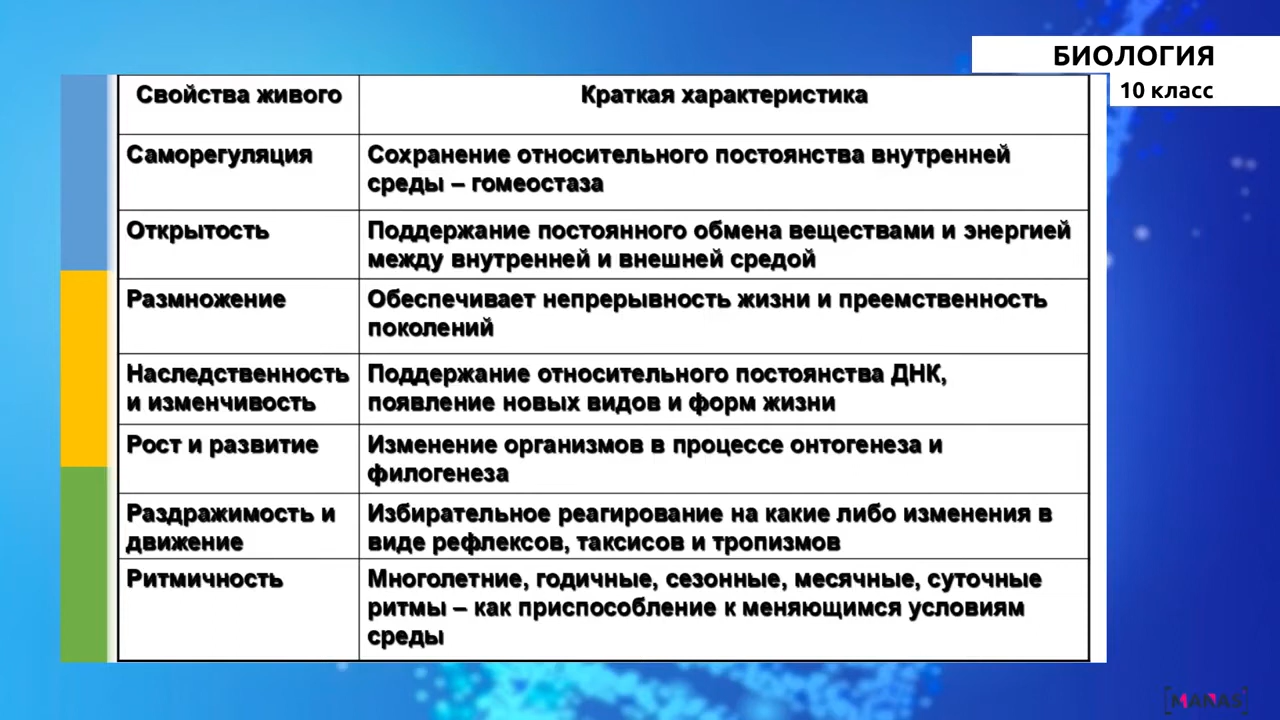 БИОЛОГИЯ
10 класс
Свойства живого
Краткая характеристика
Саморегуляция
Сохранение относительного постоянства внутренней
среды – гомеостаза
Открытость
Поддержание постоянного обмена веществами и энергией
между внутренней и внешней средой
Размножение
Обеспечивает непрерывность жизни и преемственность
поколений
Наследственность
и изменчивость
Поддержание относительного постоянства ДНК,
появление новых видов и форм жизни
Рост и развитие
Изменение организмов в процессе онтогенеза и
филогенеза
Раздражимость и
движение
Избирательное реагирование на какие либо изменения в
виде рефлексов, таксисов и тропизмов
Ритмичность
Многолетние, годичные, сезонные, месячные, суточные
ритмы – как приспособление к меняющимся условиям
среды
MANAS